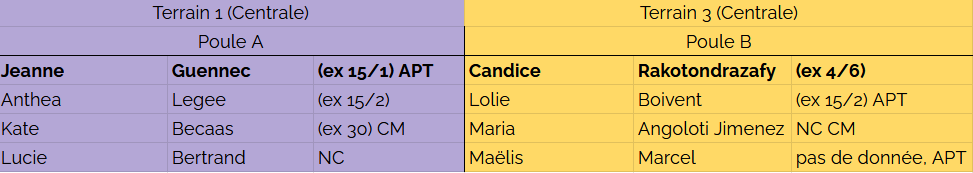 Terrain 1 (Centrale) Terrain 3 (Centrale)
Poule A Poule B
Jeanne Guennec (ex 15/1) APT Candice Rakotondrazafy (ex 4/6)
Anthea Legee (ex 15/2) Lolie Boivent (ex 15/2) APT
Kate Becaas (ex 30) CM Maria Angoloti Jimenez NC CM
Lucie Bertrand NC Maëlis Marcel pas de donnée, APT